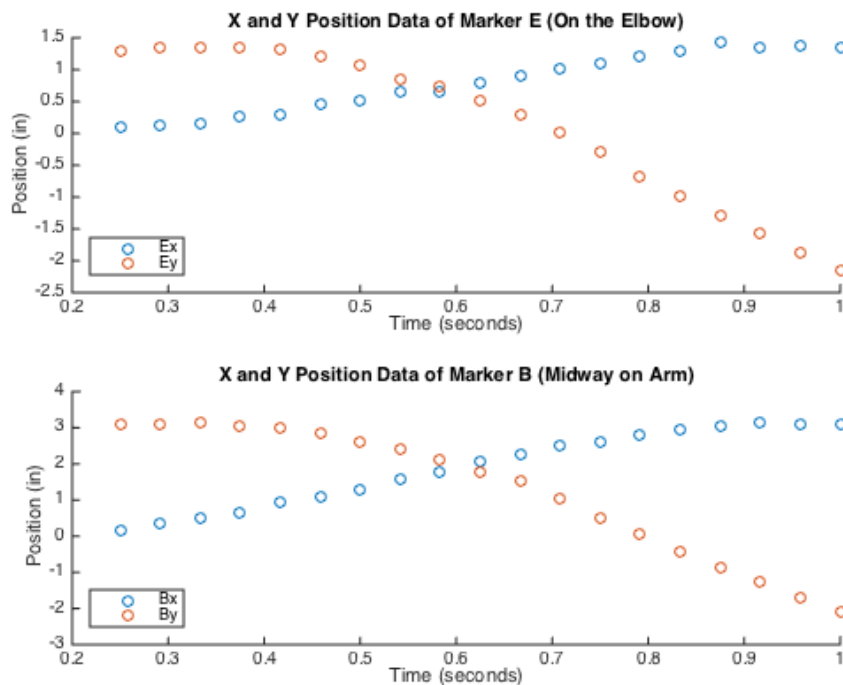 X and Y Position Data of Marker E (On the Elbow)
1.5
1
0.5
0
-0.5
-1
-1.5
-2
-2.5
Position (in)
Ex
Ey
0.2 0.3 0.4 0.5 0.6 0.7 0.8 0.9 1
Time (seconds)
X and Y Position Data of Marker B (Midway on Arm)
4
3
2
1
0
-1
-2
-3
Position (in)
Bx
By
0.2 0.3 0.4 0.5 0.6 0.7 0.8 0.9 1
Time (seconds)